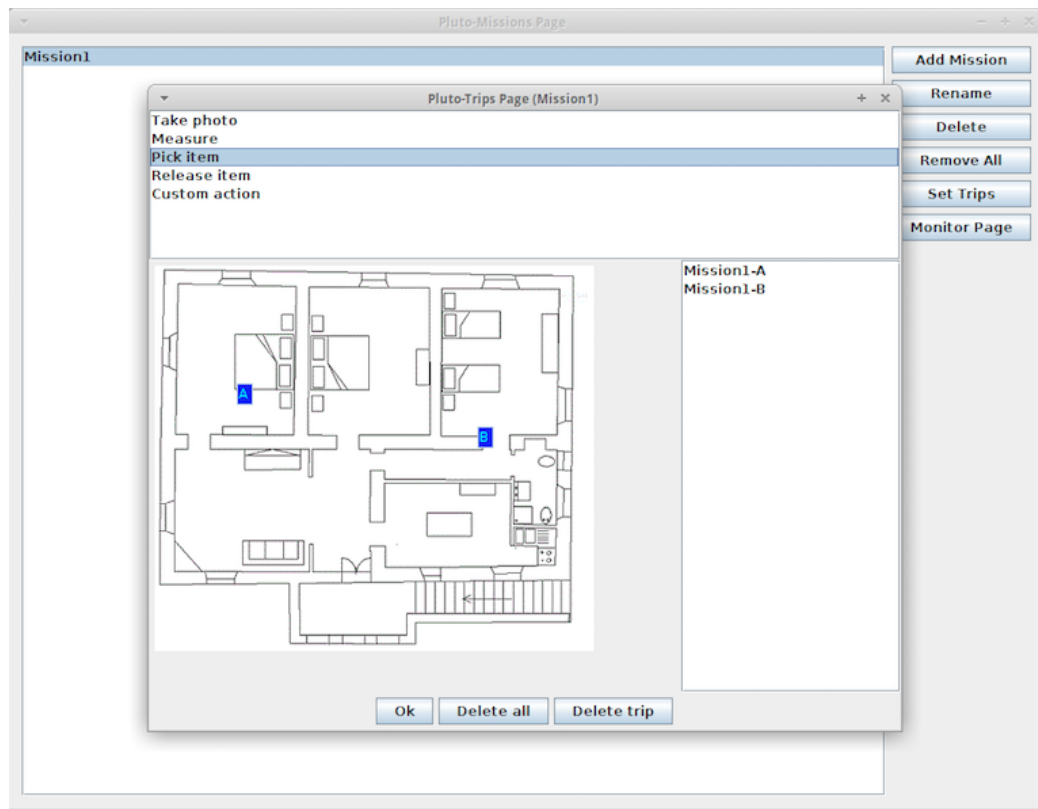 Pluto-Missions Page
Mission1
Add Mission
Rename
Delete
Remove All
Set Trips
Monitor Page
Pluto-Trips Page (Mission1)
Take photo
Measure
Pick item
Release item
Custom action
A
B
Mission1-A
Mission1-B
Ok
Delete all
Delete trip